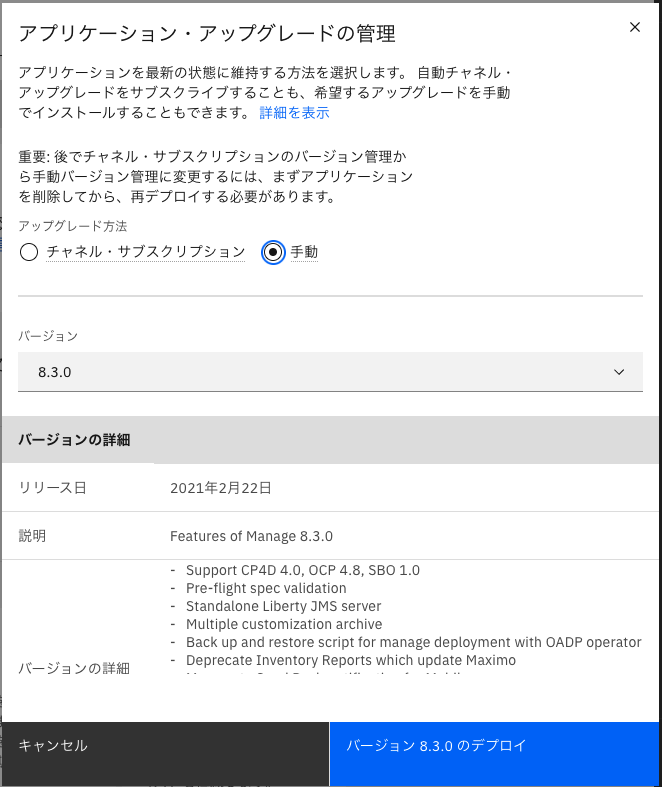 アプリケーション・アップグレードの管理
アプリケーションを最新の状態に維持する方法を選択します。 自動チャネル・
アップグレードをサブスクライブすることも、希望するアップグレードを手動
でインストールすることもできます。 詳細を表示
重要: 後でチャネル・サブスクリプションのバージョン管理か
ら手動バージョン管理に変更するには、まずアプリケーション
を削除してから、再デプロイする必要があります。
アップグレード方法
チャネル・サブスクリプション 手動
バージョン
8.3.0
バージョンの詳細
リリース日 2021年2月22日
説明 Features of Manage 8.3.0
- Support CP4D 4.0, OCP 4.8, SBO 1.0
- Pre-flight spec validation
- Standalone Liberty JMS server
- Multiple customization archive
- Back up and restore script for manage deployment with OADP operator
- Deprecate Inventory Reports which update Maximo
バージョンの詳細
キャンセル バージョン 8.3.0 のデプロイ